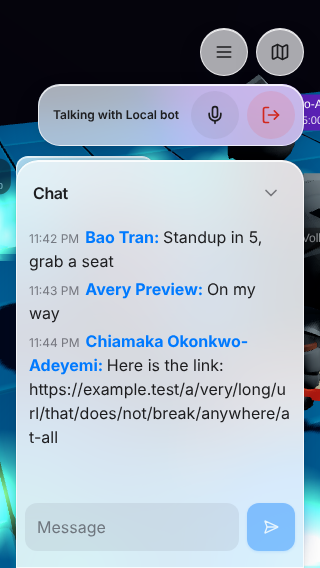 Talking with Local bot
Chat
11:42 PM Bao Tran: Standup in 5,
grab a seat
11:43 PM Avery Preview: On my
way
11:44 PM Chiamaka Okonkwo-
Adeyemi: Here is the link:
https://example.test/a/very/long/u
rl/that/does/not/break/anywhere/a
t-all
Message